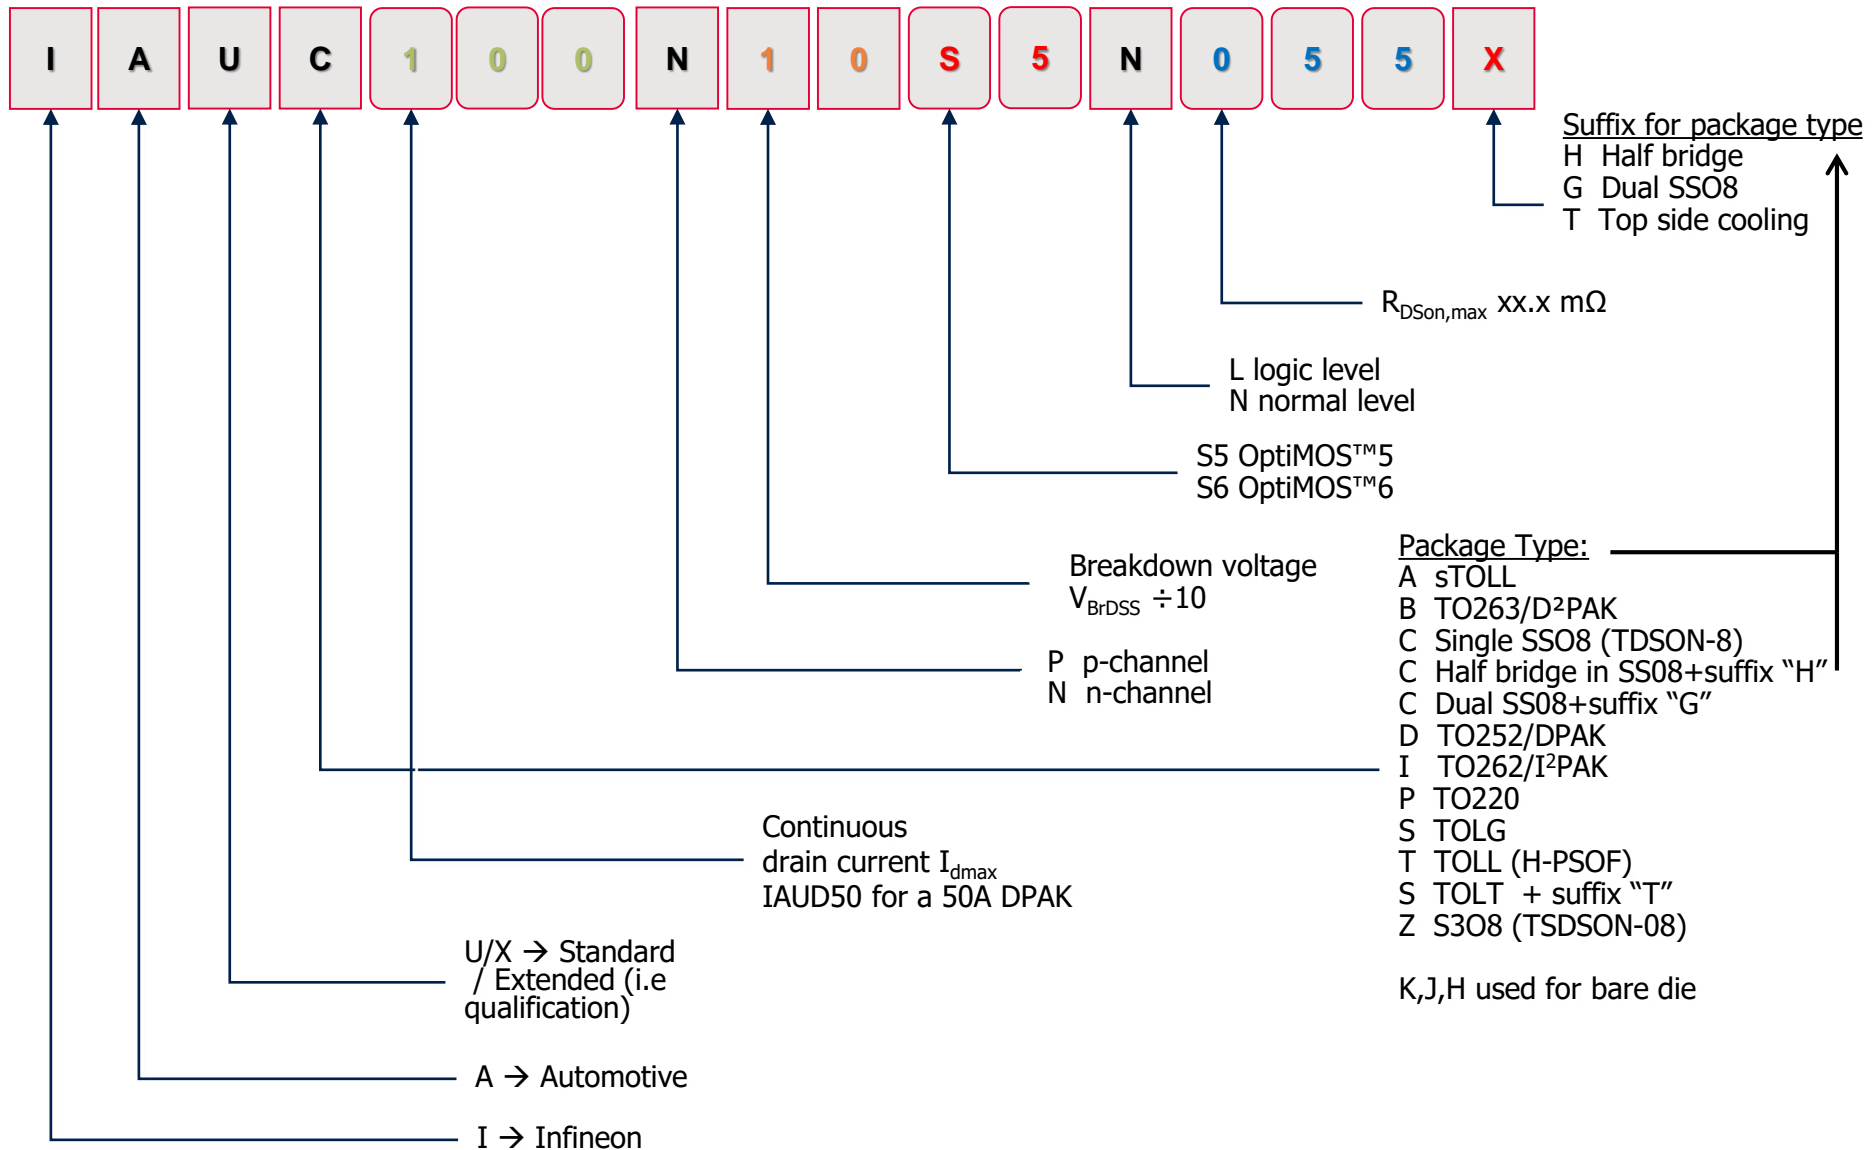 I A U C 1 0 0 N 1 0 S 5 N 0 5 5 X
Suffix for package type
H Half bridge
G Dual SSO8
T Top side cooling
R_DSon,max xx.x mΩ
L logic level
N normal level
S5 OptiMOS™5
S6 OptiMOS™6
Breakdown voltage
V_BrDSS ÷10
P p-channel
N n-channel
Package Type:
A sTOLL
B TO263/D²PAK
C Single SSO8 (TDSON-8)
C Half bridge in SS08+suffix “H”
C Dual SS08+suffix “G”
D TO252/DPAK
I TO262/I²PAK
P TO220
S TOLG
T TOLL (H-PSOF)
S TOLT + suffix “T”
Z S3O8 (TSDSON-08)
K,J,H used for bare die
Continuous
drain current I_dmax
IAUD50 for a 50A DPAK
U/X → Standard
/ Extended (i.e
qualification)
A → Automotive
I → Infineon